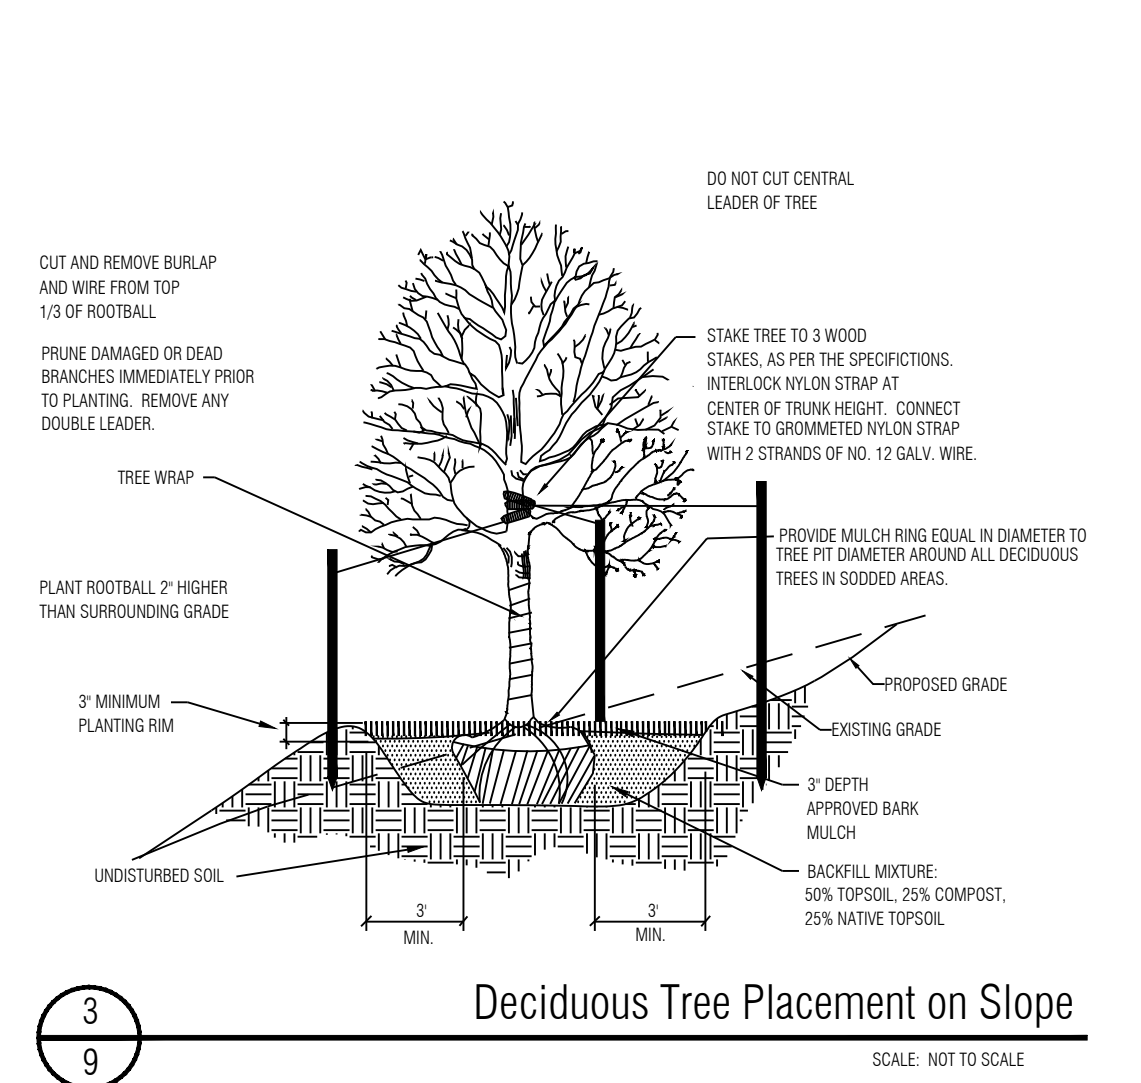 DO NOT CUT CENTRAL
LEADER OF TREE
CUT AND REMOVE BURLAP
AND WIRE FROM TOP
1/3 OF ROOTBALL
PRUNE DAMAGED OR DEAD
BRANCHES IMMEDIATELY PRIOR
TO PLANTING.  REMOVE ANY
DOUBLE LEADER.
STAKE TREE TO 3 WOOD
STAKES, AS PER THE SPECIFICTIONS.
INTERLOCK NYLON STRAP AT
CENTER OF TRUNK HEIGHT.  CONNECT
STAKE TO GROMMETED NYLON STRAP
WITH 2 STRANDS OF NO. 12 GALV. WIRE.
TREE WRAP
PROVIDE MULCH RING EQUAL IN DIAMETER TO
TREE PIT DIAMETER AROUND ALL DECIDUOUS
TREES IN SODDED AREAS.
PLANT ROOTBALL 2" HIGHER
THAN SURROUNDING GRADE
PROPOSED GRADE
3" MINIMUM
PLANTING RIM
EXISTING GRADE
3" DEPTH
APPROVED BARK
MULCH
UNDISTURBED SOIL
BACKFILL MIXTURE:
50% TOPSOIL, 25% COMPOST,
25% NATIVE TOPSOIL
3'
MIN.
3'
MIN.
3
9
Deciduous Tree Placement on Slope
SCALE:  NOT TO SCALE